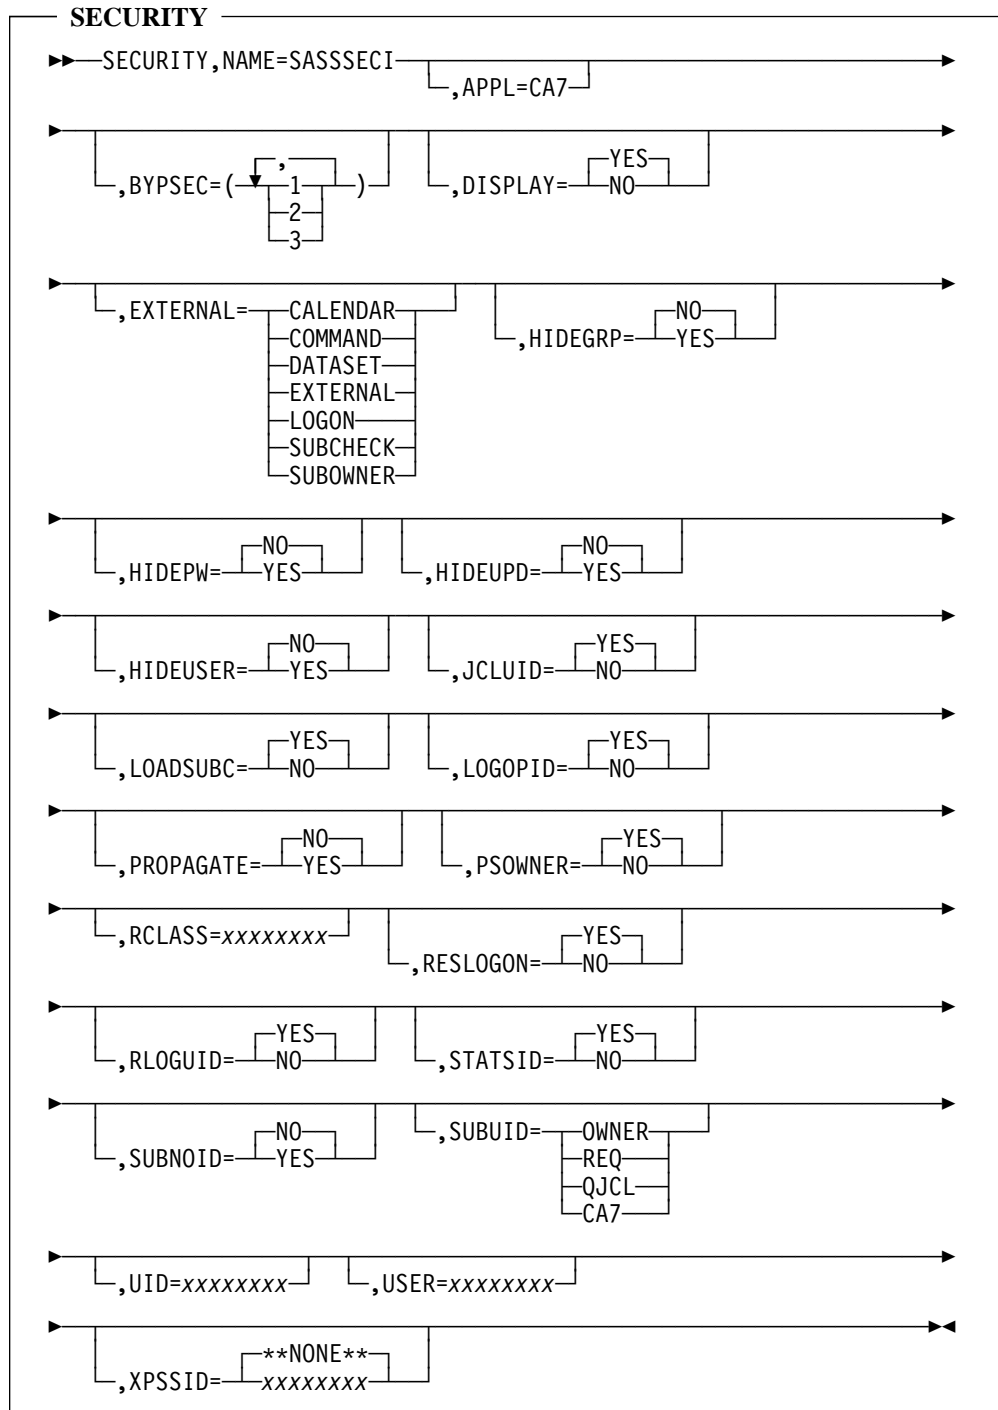 SECURITY
SECURITY,NAME=SASSSECI
,APPL=CA7
,BYPSEC=( , 1 )
2
3
,DISPLAY= YES
NO
,EXTERNAL= CALENDAR
COMMAND
DATASET
EXTERNAL
LOGON
SUBCHECK
SUBOWNER
,HIDEGRP= NO
YES
,HIDEPW= NO
YES
,HIDEUPD= NO
YES
,HIDEUSER= NO
YES
,JCLUID= YES
NO
,LOADSUBC= YES
NO
,LOGOPID= YES
NO
,PROPAGATE= NO
YES
,PSOWNER= YES
NO
,RCLASS=xxxxxxxx
,RESLOGON= YES
NO
,RLOGUID= YES
NO
,STATSID= YES
NO
,SUBNOID= NO
YES
,SUBUID= OWNER
REQ
QJCL
CA7
,UID=xxxxxxxx
,USER=xxxxxxxx
,XPSSID= **NONE**
xxxxxxxx